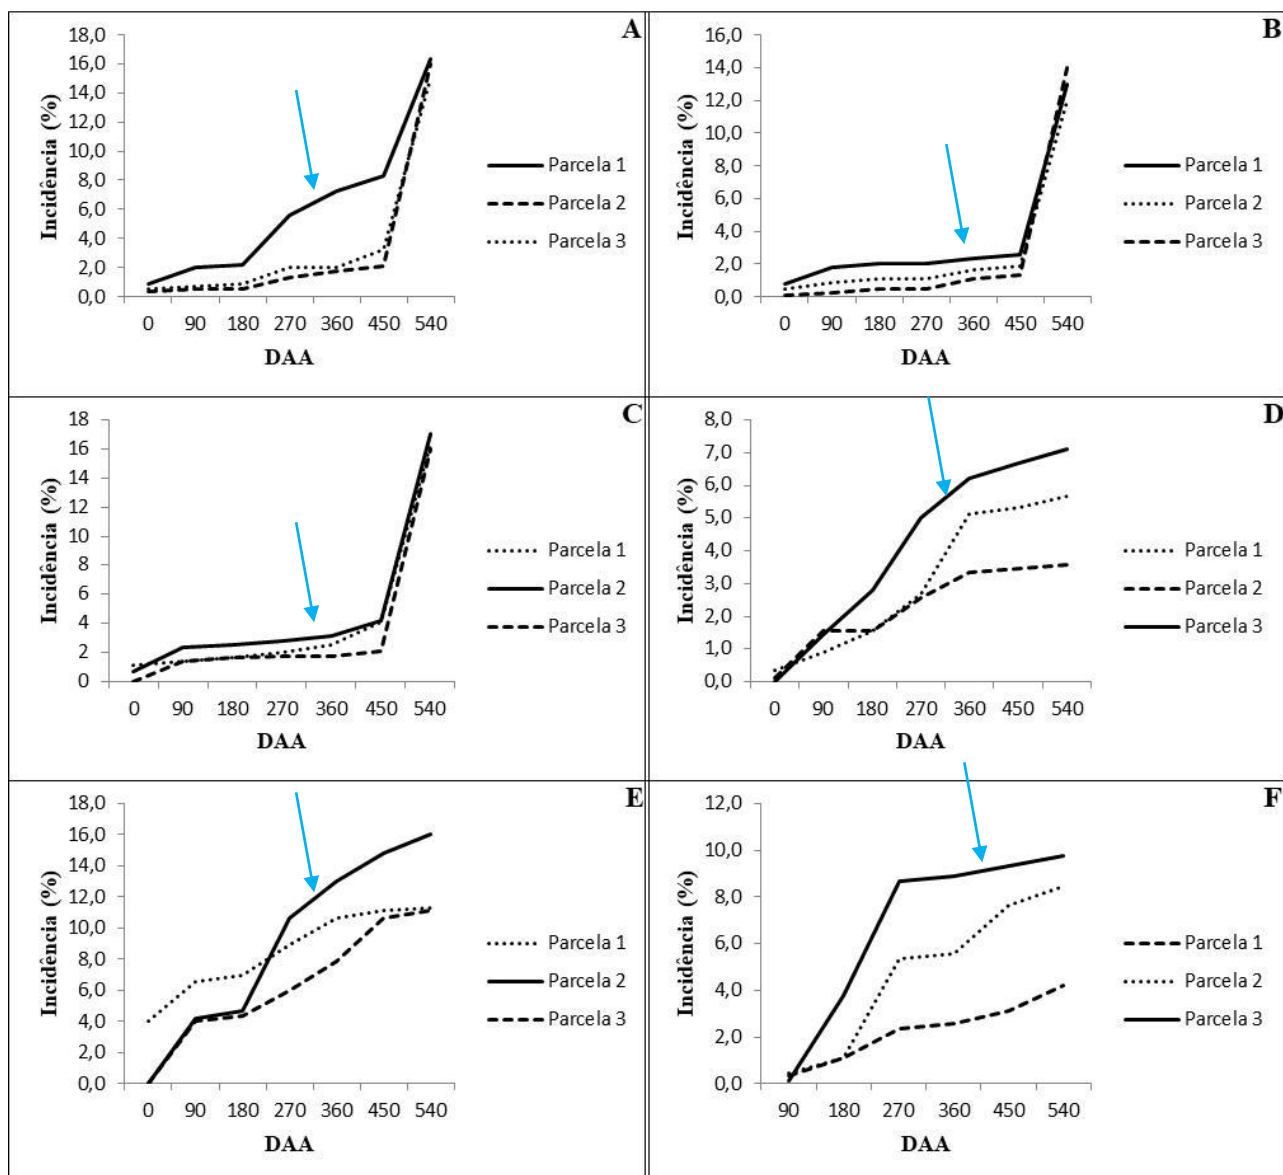 A
Incidência (%)
18,0
16,0
14,0
12,0
10,0
8,0
6,0
4,0
2,0
0,0
0 90 180 270 360 450 540
DAA
Parcela 1
Parcela 2
Parcela 3
B
Incidência (%)
16,0
14,0
12,0
10,0
8,0
6,0
4,0
2,0
0,0
0 90 180 270 360 450 540
DAA
Parcela 1
Parcela 2
Parcela 3
C
Incidência (%)
18
16
14
12
10
8
6
4
2
0
0 90 180 270 360 450 540
DAA
Parcela 1
Parcela 2
Parcela 3
D
Incidência (%)
8,0
7,0
6,0
5,0
4,0
3,0
2,0
1,0
0,0
0 90 180 270 360 450 540
DAA
Parcela 1
Parcela 2
Parcela 3
E
Incidência (%)
18,0
16,0
14,0
12,0
10,0
8,0
6,0
4,0
2,0
0,0
0 90 180 270 360 450 540
DAA
Parcela 1
Parcela 2
Parcela 3
F
Incidência (%)
12,0
10,0
8,0
6,0
4,0
2,0
0,0
90 180 270 360 450 540
DAA
Parcela 1
Parcela 2
Parcela 3